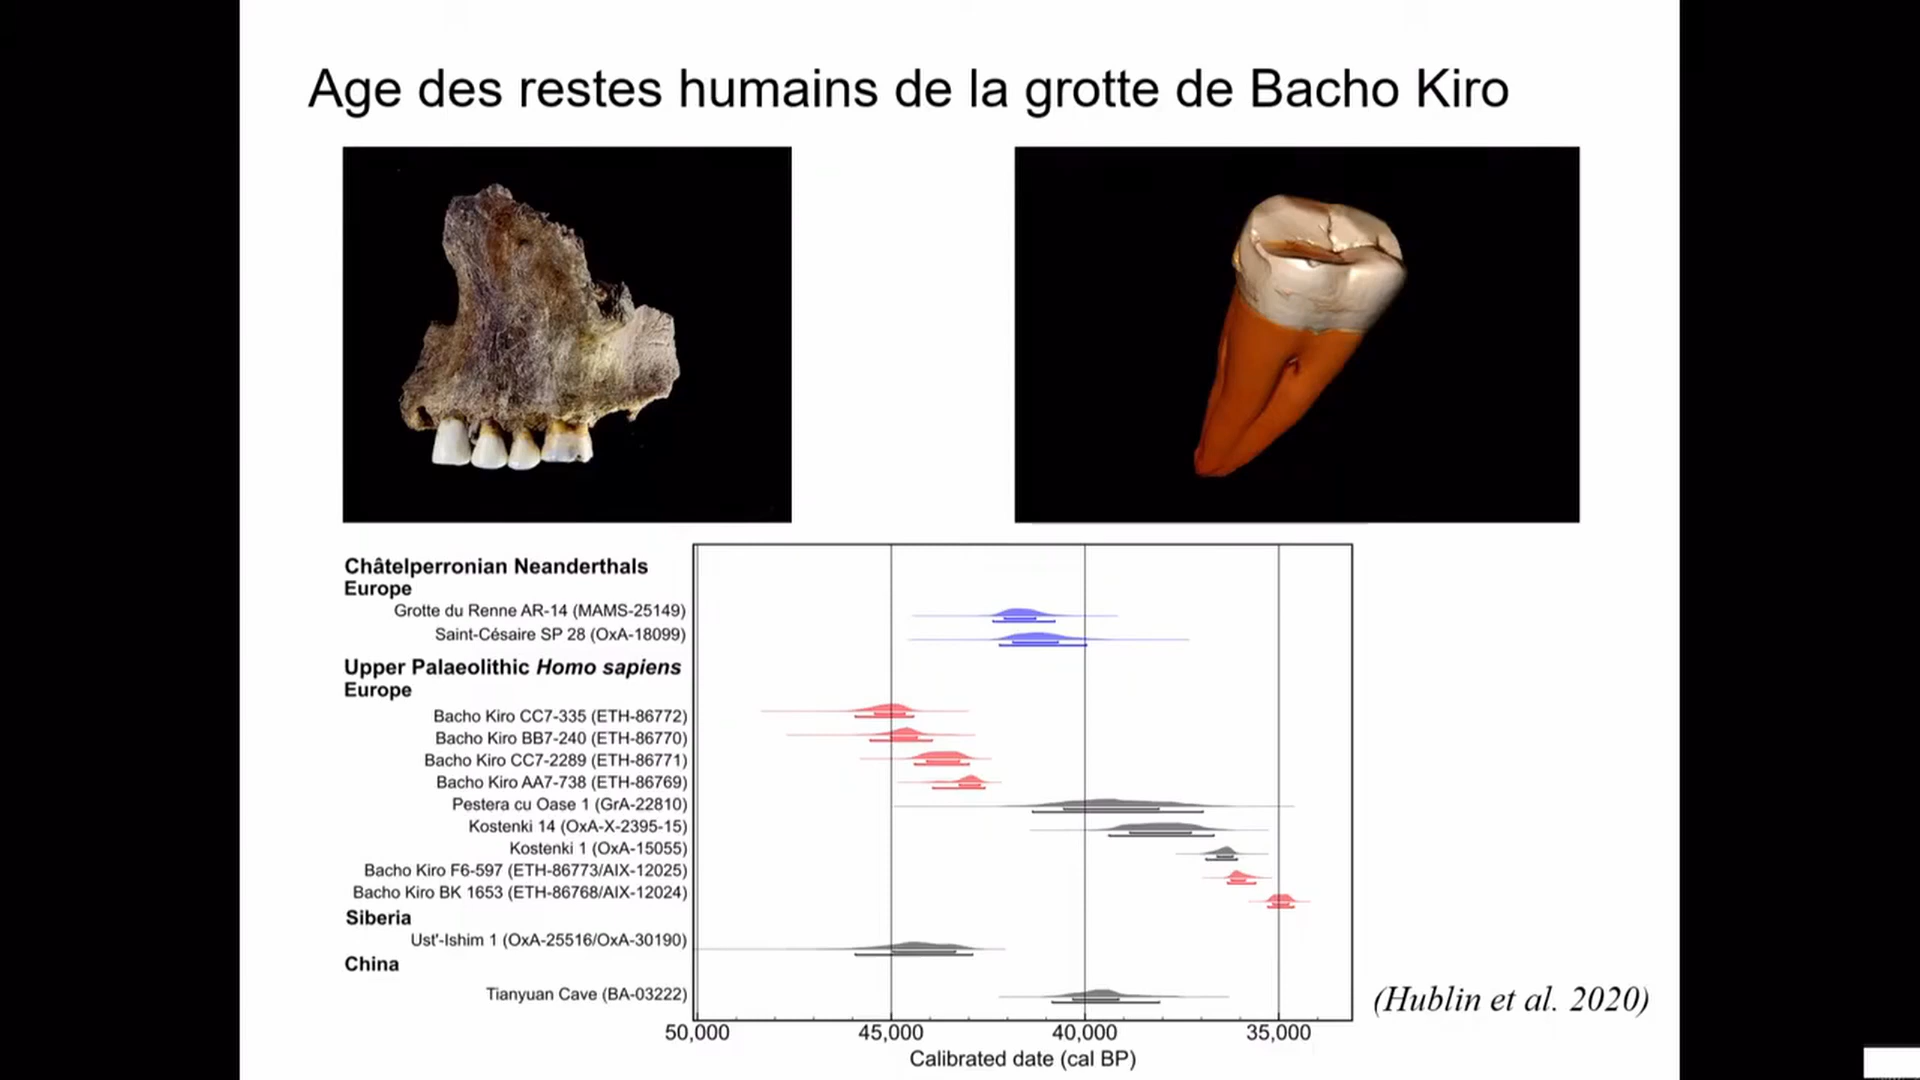 Age des restes humains de la grotte de Bacho Kiro
Châtelperronian Neanderthals
Europe
Grotte du Renne AR-14 (MAMS-25149)
Saint-Césaire SP 28 (OxA-18099)
Upper Palaeolithic Homo sapiens
Europe
Bacho Kiro CC7-335 (ETH-86772)
Bacho Kiro BB7-240 (ETH-86770)
Bacho Kiro CC7-2289 (ETH-86771)
Bacho Kiro AA7-738 (ETH-86769)
Pestera cu Oase 1 (GrA-22810)
Kostenki 14 (OxA-X-2395-15)
Kostenki 1 (OxA-15055)
Bacho Kiro F6-597 (ETH-86773/AIX-12025)
Bacho Kiro BK 1653 (ETH-86768/AIX-12024)
Siberia
Ust'-Ishim 1 (OxA-25516/OxA-30190)
China
Tianyuan Cave (BA-03222)
50,000 45,000 40,000 35,000
Calibrated date (cal BP)
(Hublin et al. 2020)